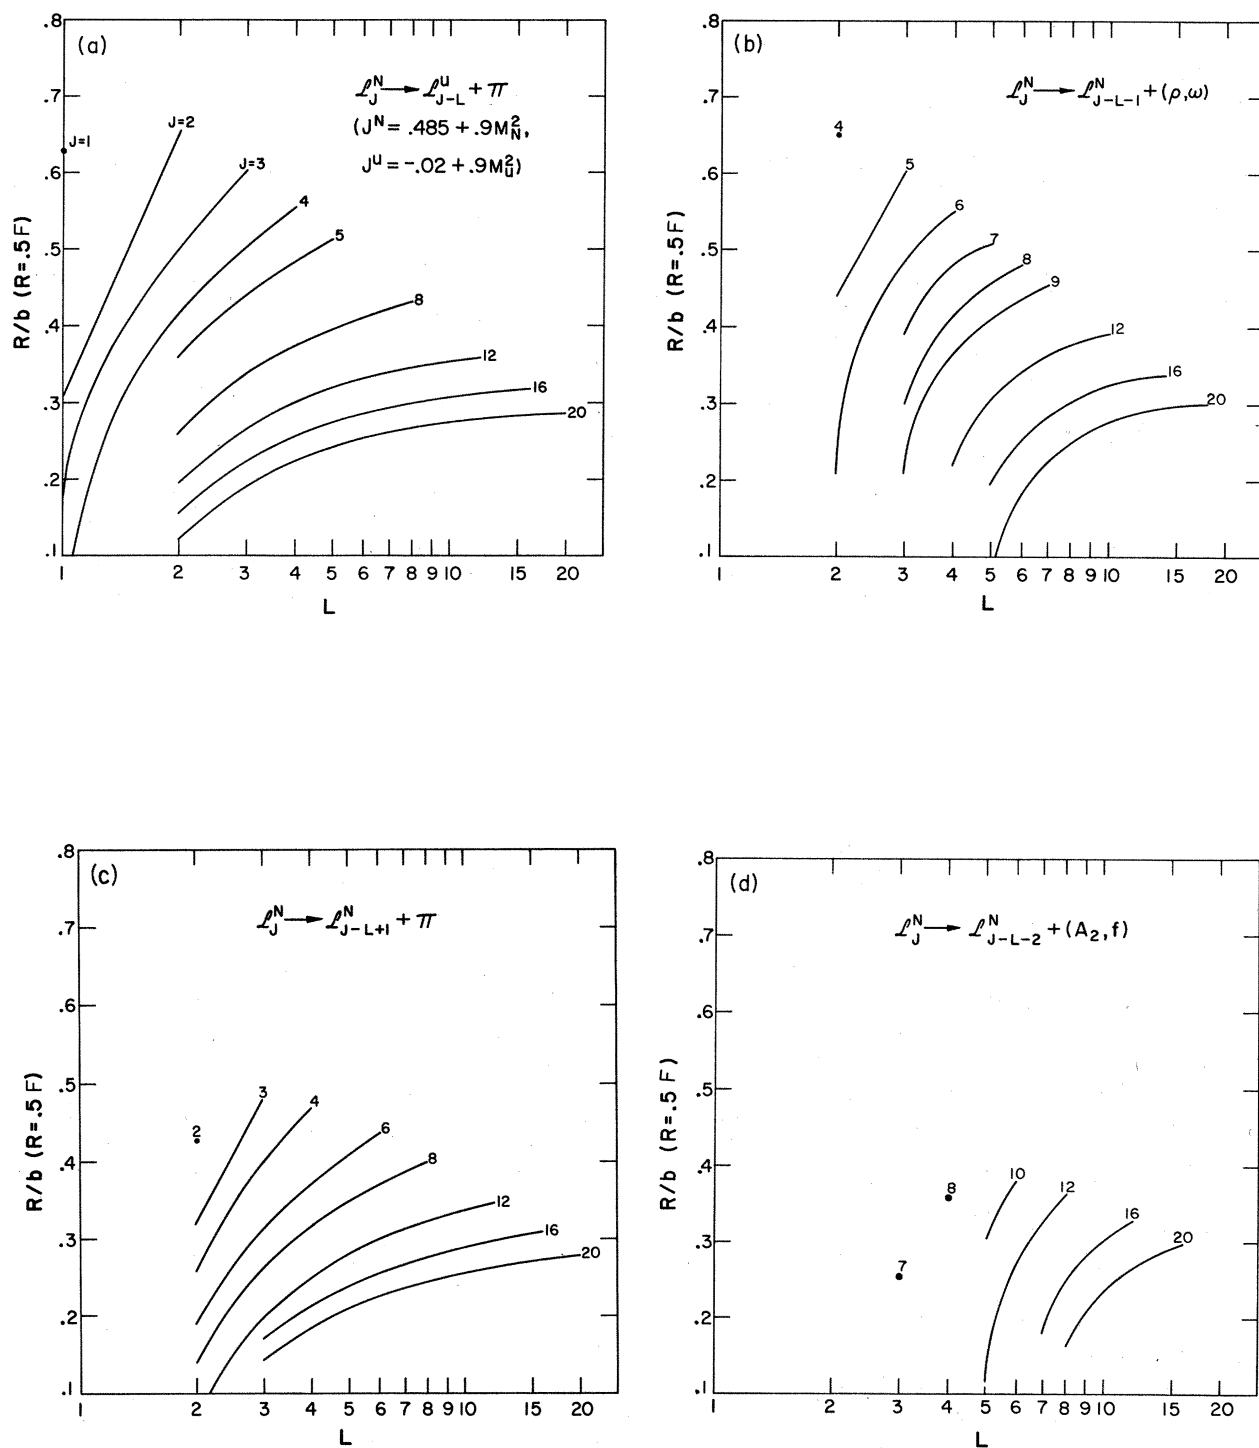 (a)
ℒ_J^N → ℒ_{J-L}^u + π
(J^N = .485 + .9M_N^2,
J^u = -.02 + .9M_u^2)
.8
.7
.6
.5
.4
.3
.2
.1
R/b (R=.5F)
J=1
J=2
J=3
4
5
8
12
16
20
1 2 3 4 5 6 7 8 9 10 15 20
L
(b)
ℒ_J^N → ℒ_{J-L-1}^N + (ρ,ω)
.8
.7
.6
.5
.4
.3
.2
.1
R/b (R=.5F)
4
5
6
7
8
9
12
16
20
1 2 3 4 5 6 7 8 9 10 15 20
L
(c)
ℒ_J^N → ℒ_{J-L+1}^N + π
.8
.7
.6
.5
.4
.3
.2
.1
R/b (R=.5F)
2
3
4
6
8
12
16
20
1 2 3 4 5 6 7 8 9 10 15 20
L
(d)
ℒ_J^N → ℒ_{J-L-2}^N + (A_2,f)
.8
.7
.6
.5
.4
.3
.2
.1
R/b (R=.5F)
7
8
10
12
16
20
1 2 3 4 5 6 7 8 9 10 15 20
L